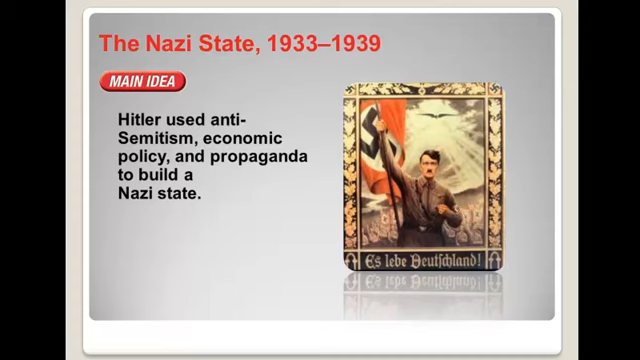 The Nazi State, 1933–1939
MAIN IDEA
Hitler used anti-
Semitism, economic
policy, and propaganda
to build a
Nazi state.
Es lebe Deutschland!